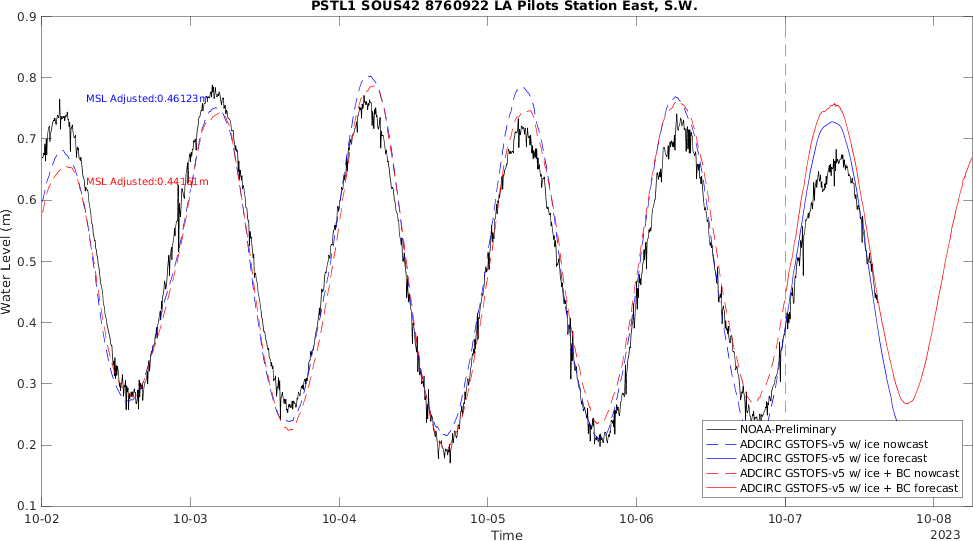 PSTL1 SOUS42 8760922 LA Pilots Station East, S.W.
0.9
0.8
0.7
0.6
0.5
0.4
0.3
0.2
0.1
Water Level (m)
MSL Adjusted:0.46123m
MSL Adjusted:0.44161m
NOAA-Preliminary
ADCIRC GSTOFS-v5 w/ ice nowcast
ADCIRC GSTOFS-v5 w/ ice forecast
ADCIRC GSTOFS-v5 w/ ice + BC nowcast
ADCIRC GSTOFS-v5 w/ ice + BC forecast
10-02 10-03 10-04 10-05 10-06 10-07 10-08
Time
2023